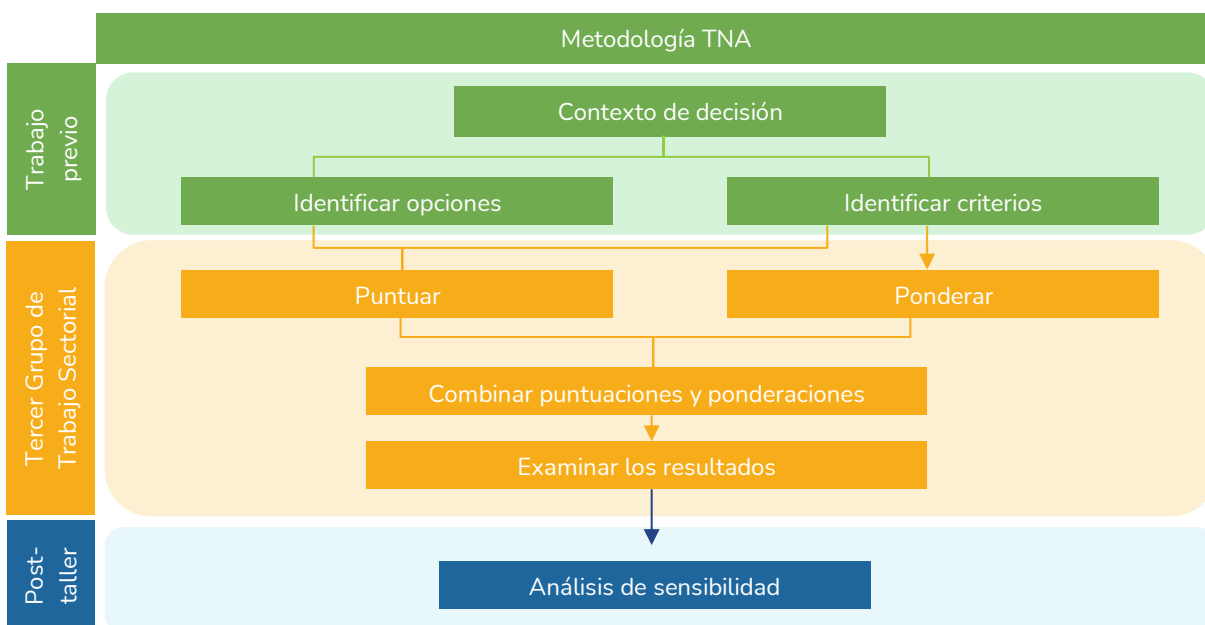 Metodología TNA
Trabajo
previo
Contexto de decisión
Identificar opciones
Identificar criterios
Tercer Grupo de
Trabajo Sectorial
Puntuar
Ponderar
Combinar puntuaciones y ponderaciones
Examinar los resultados
Post-
taller
Análisis de sensibilidad